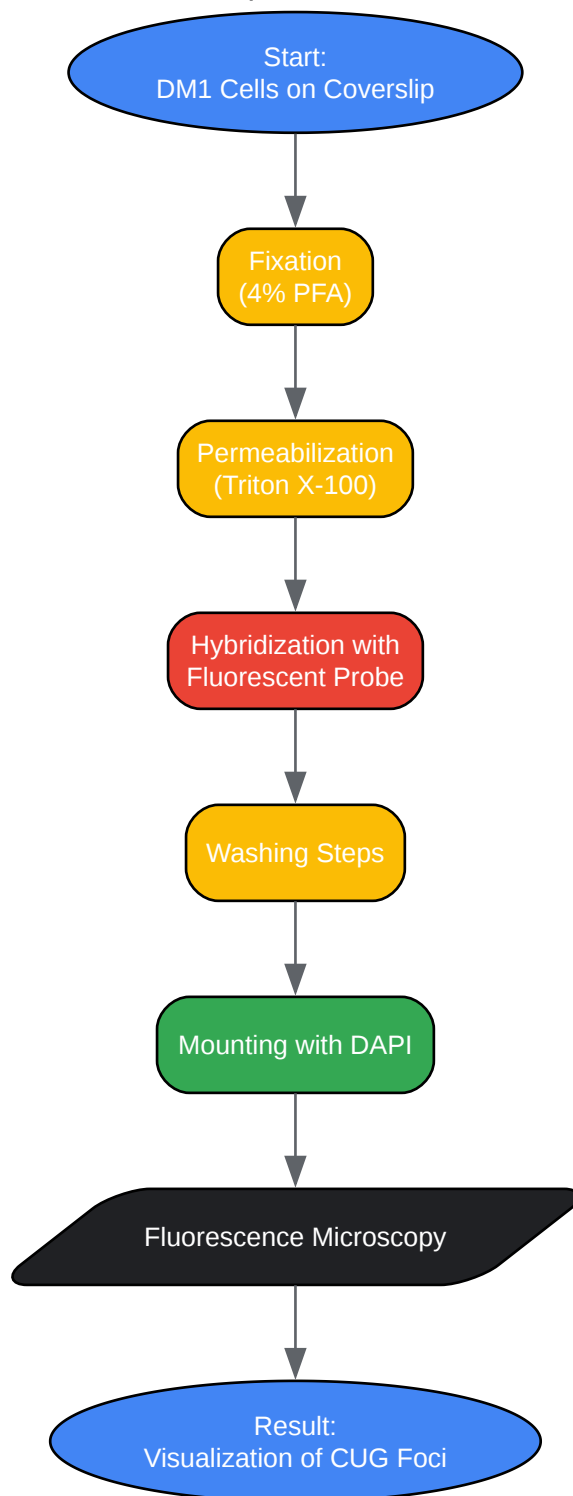 Start:
DM1 Cells on Coverslip
Fixation
(4% PFA)
Permeabilization
(Triton X-100)
Hybridization with
Fluorescent Probe
Washing Steps
Mounting with DAPI
Fluorescence Microscopy
Result:
Visualization of CUG Foci